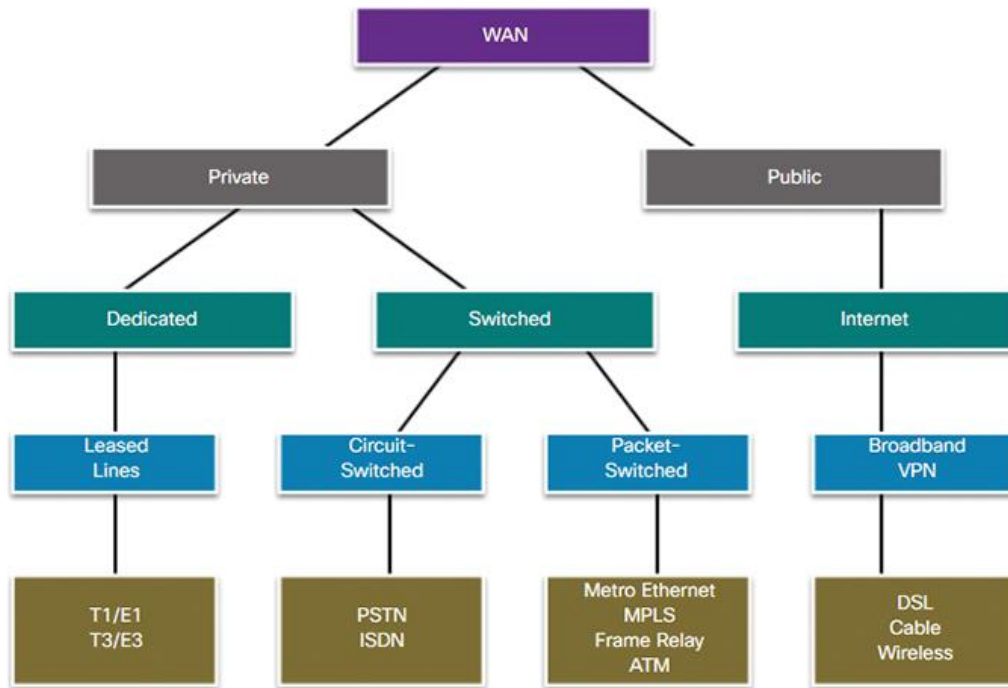 WAN
Private
Public
Dedicated
Switched
Internet
Leased
Lines
Circuit-
Switched
Packet-
Switched
Broadband
VPN
T1/E1
T3/E3
PSTN
ISDN
Metro Ethernet
MPLS
Frame Relay
ATM
DSL
Cable
Wireless